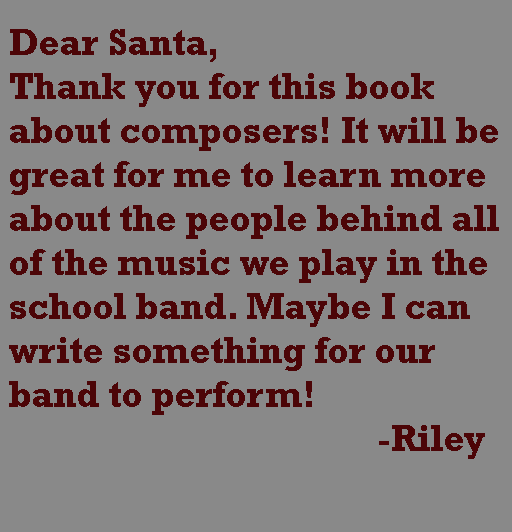 Dear Santa,
Thank you for this book
about composers! It will be
great for me to learn more
about the people behind all
of the music we play in the
school band. Maybe I can
write something for our
band to perform!
-Riley